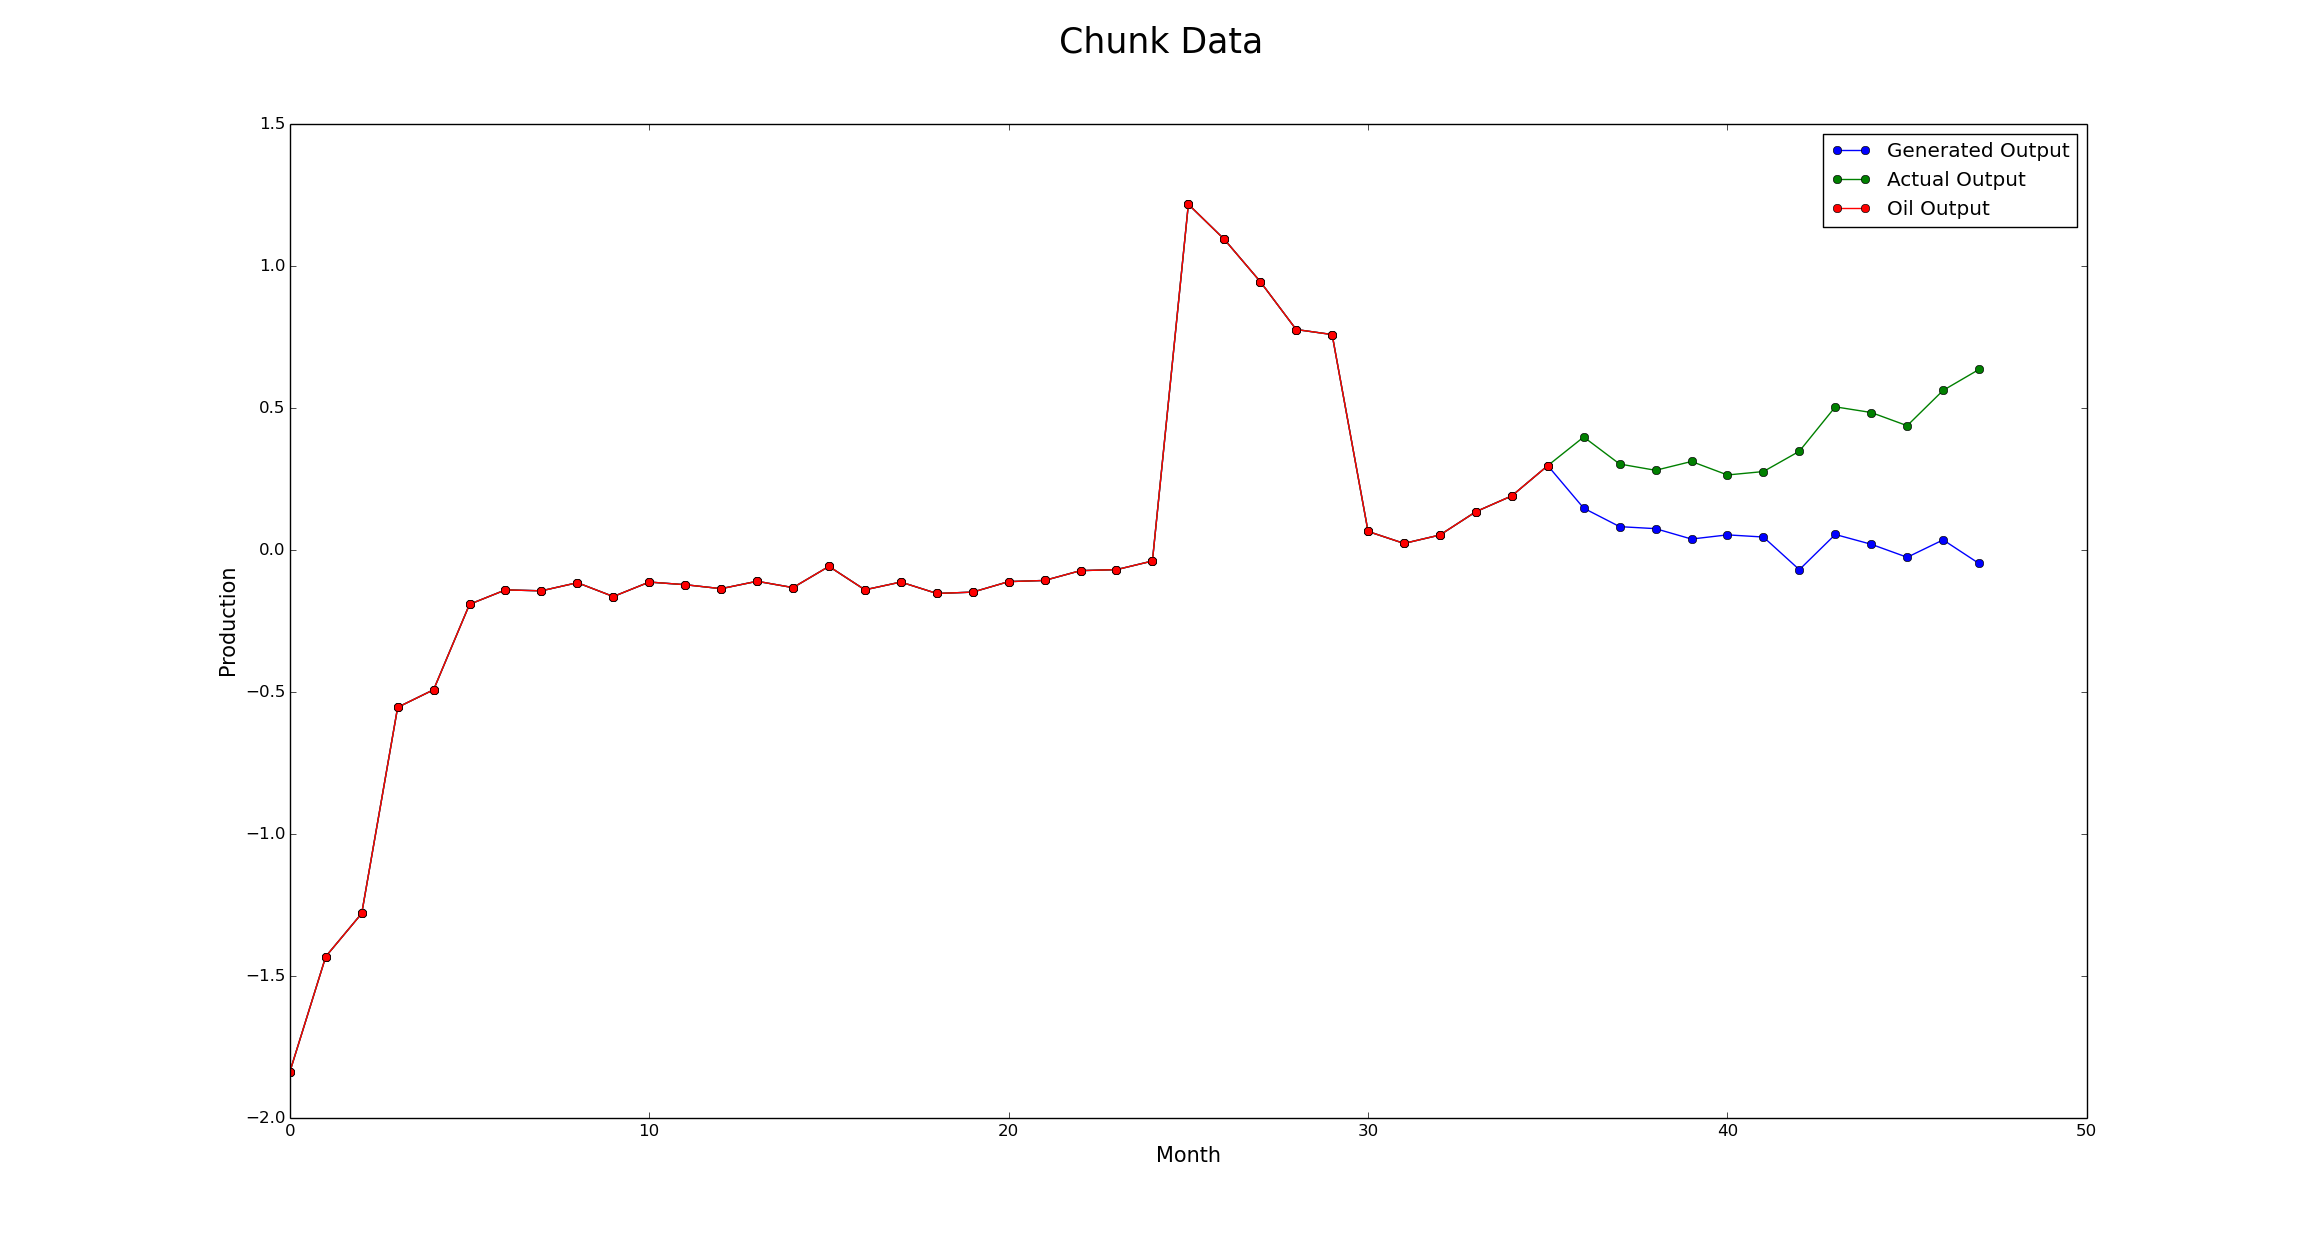 Chunk Data
1.5
1.0
0.5
0.0
−0.5
−1.0
−1.5
−2.0
Production
0 10 20 30 40 50
Month
Generated Output
Actual Output
Oil Output